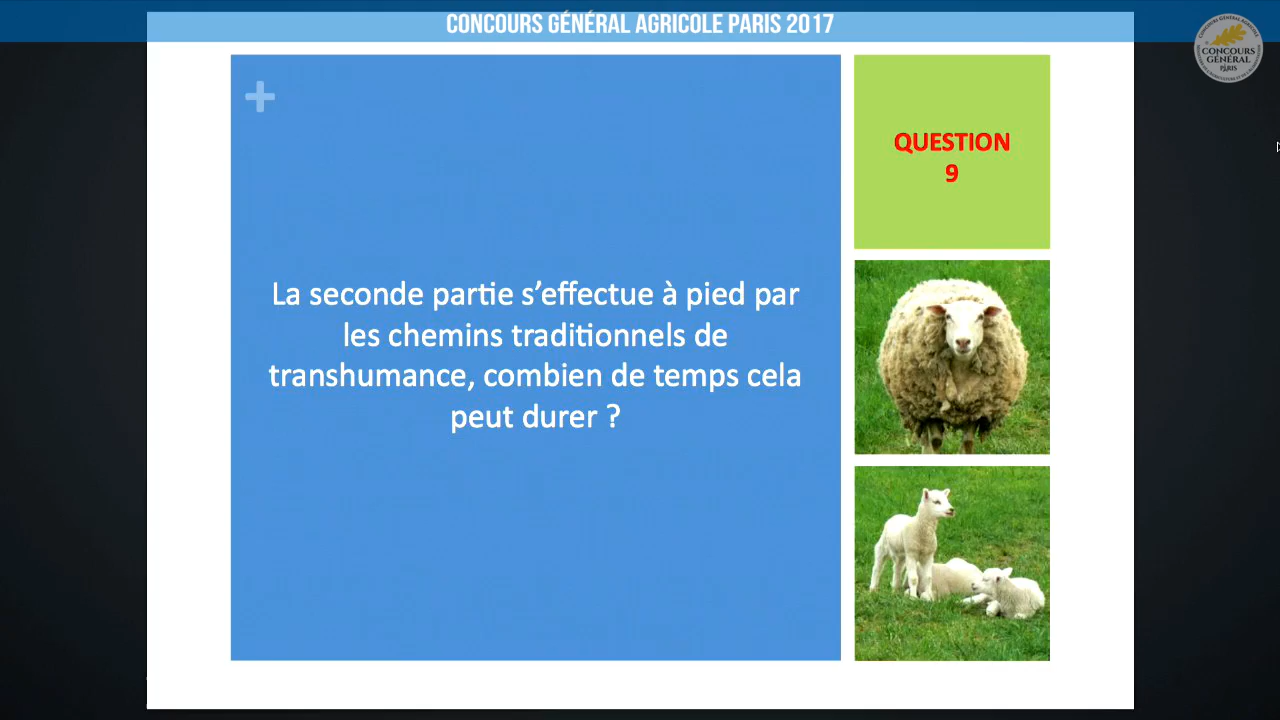 CONCOURS GÉNÉRAL AGRICOLE PARIS 2017
CONCOURS
GÉNÉRAL
PARIS
QUESTION
9
La seconde partie s’effectue à pied par
les chemins traditionnels de
transhumance, combien de temps cela
peut durer ?